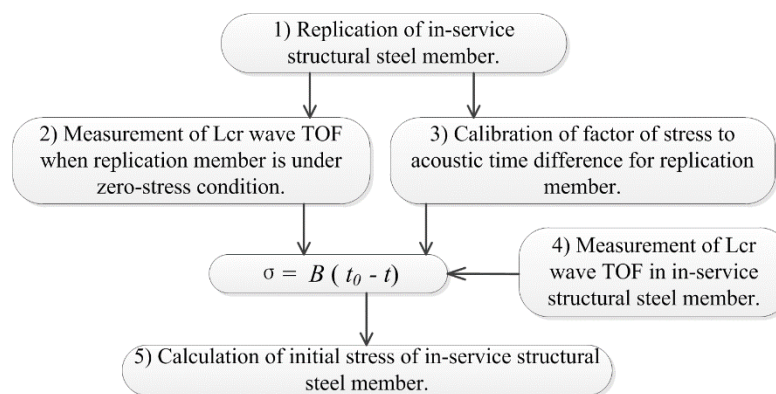 1) Replication of in-service
structural steel member.
2) Measurement of Lcr wave TOF
when replication member is under
zero-stress condition.
3) Calibration of factor of stress to
acoustic time difference for replication
member.
4) Measurement of Lcr
wave TOF in in-service
structural steel member.
σ = B ( t₀ - t)
5) Calculation of initial stress of in-service structural
steel member.